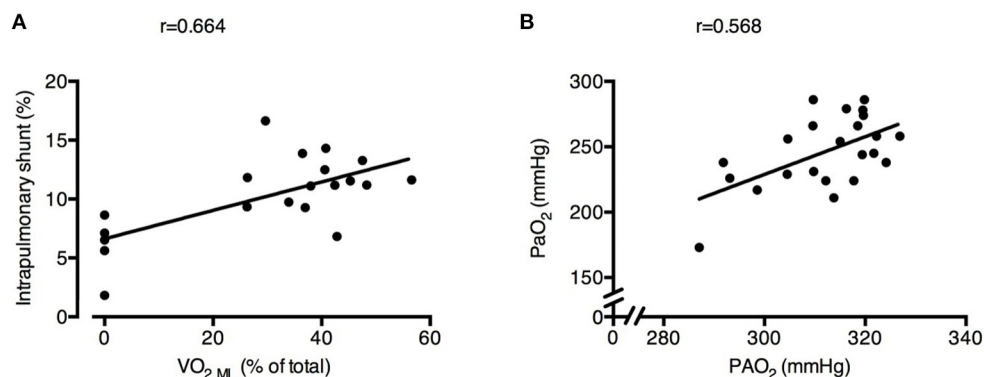 A
r=0.664
20
15
10
5
0
Intrapulmonary shunt (%)
0 20 40 60
VO2 ML (% of total)
B
r=0.568
300
250
200
150
0
PaO2 (mmHg)
0 280 300 320 340
PAO2 (mmHg)